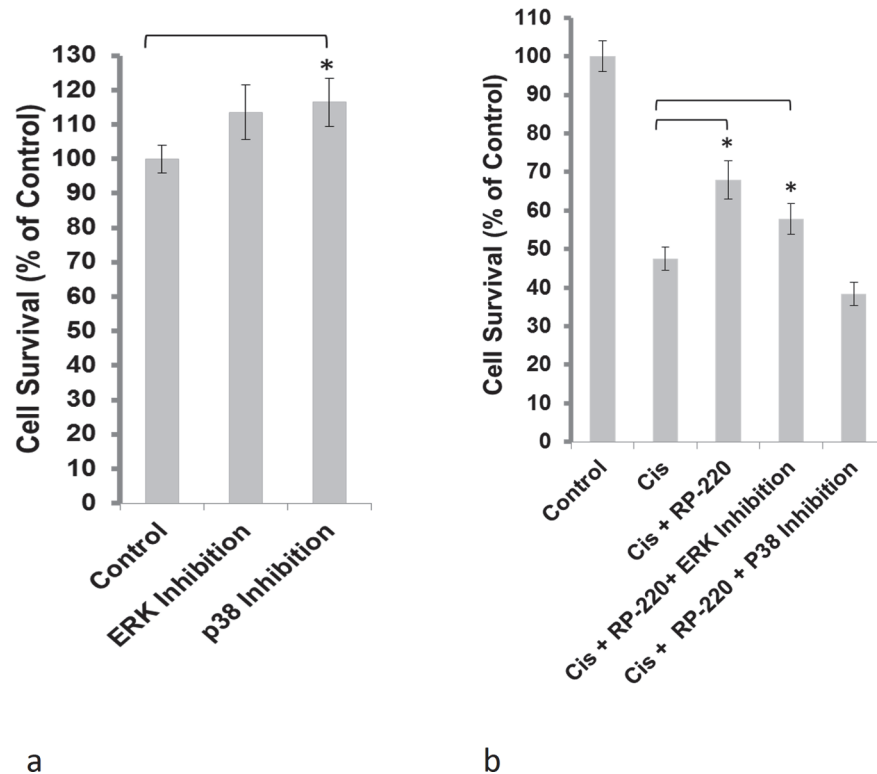 Cell Survival (% of Control)
130
120
110
100
90
80
70
60
50
40
30
20
10
0
*
Control
ERK Inhibition
p38 Inhibition
a
Cell Survival (% of Control)
110
100
90
80
70
60
50
40
30
20
10
0
*
*
Control
Cis
Cis + RP-220
Cis + RP-220+ ERK Inhibition
Cis + RP-220 + P38 Inhibition
b